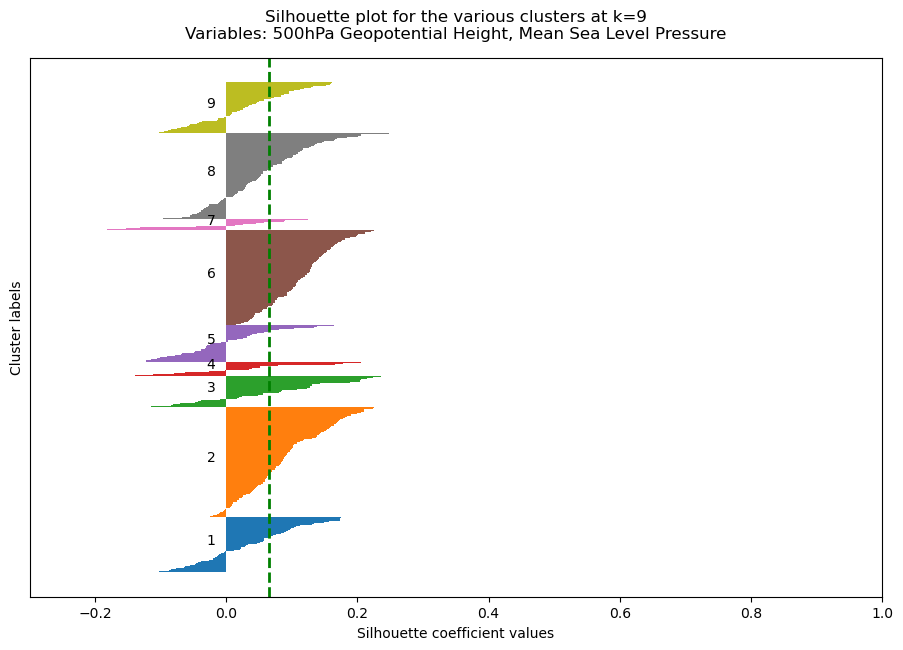 Silhouette plot for the various clusters at k=9
Variables: 500hPa Geopotential Height, Mean Sea Level Pressure
Cluster labels
9
8
7
6
5
4
3
2
1
−0.2 0.0 0.2 0.4 0.6 0.8 1.0
Silhouette coefficient values